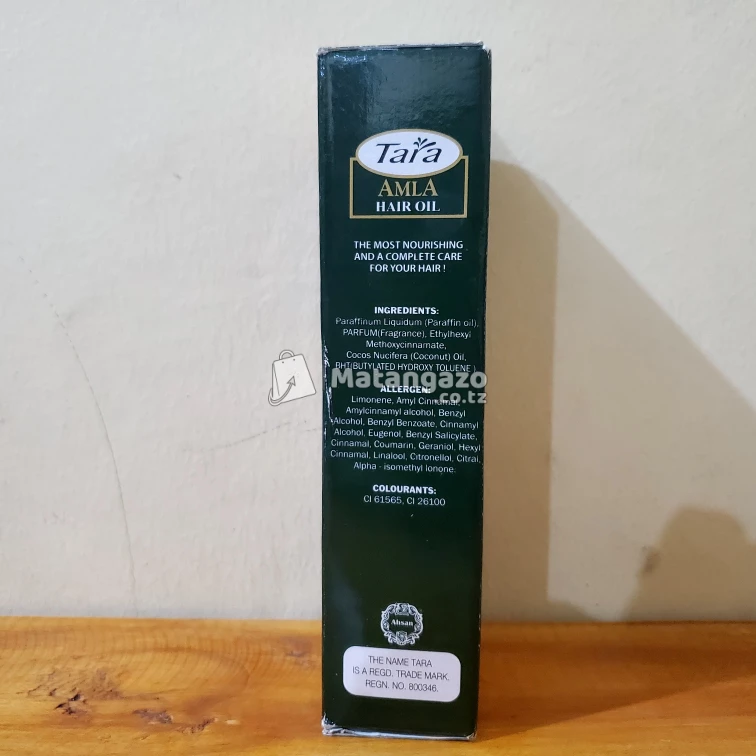 Tara
AMLA
HAIR OIL
THE MOST NOURISHING
AND A COMPLETE CARE
FOR YOUR HAIR !
INGREDIENTS:
Paraffinum Liquidum (Paraffin oil),
PARFUM(Fragrance), Ethylhexyl
Methoxycinnamate,
Cocos Nucifera (Coconut) Oil,
BHT(BUTYLATED HYDROXY TOLUENE )
Matangazo
.co.tz
ALLERGEN:
Limonene, Amyl Cinnamal,
Amylcinnamyl alcohol, Benzyl
Alcohol, Benzyl Benzoate, Cinnamyl
Alcohol, Eugenol, Benzyl Salicylate,
Cinnamal, Coumarin, Geraniol, Hexyl
Cinnamal, Linalool, Citronellol, Citral,
Alpha - isomethyl Ionone.
COLOURANTS:
CI 61565, CI 26100
Ahsan
THE NAME TARA
IS A REGD. TRADE MARK.
REGN. NO. 800346.